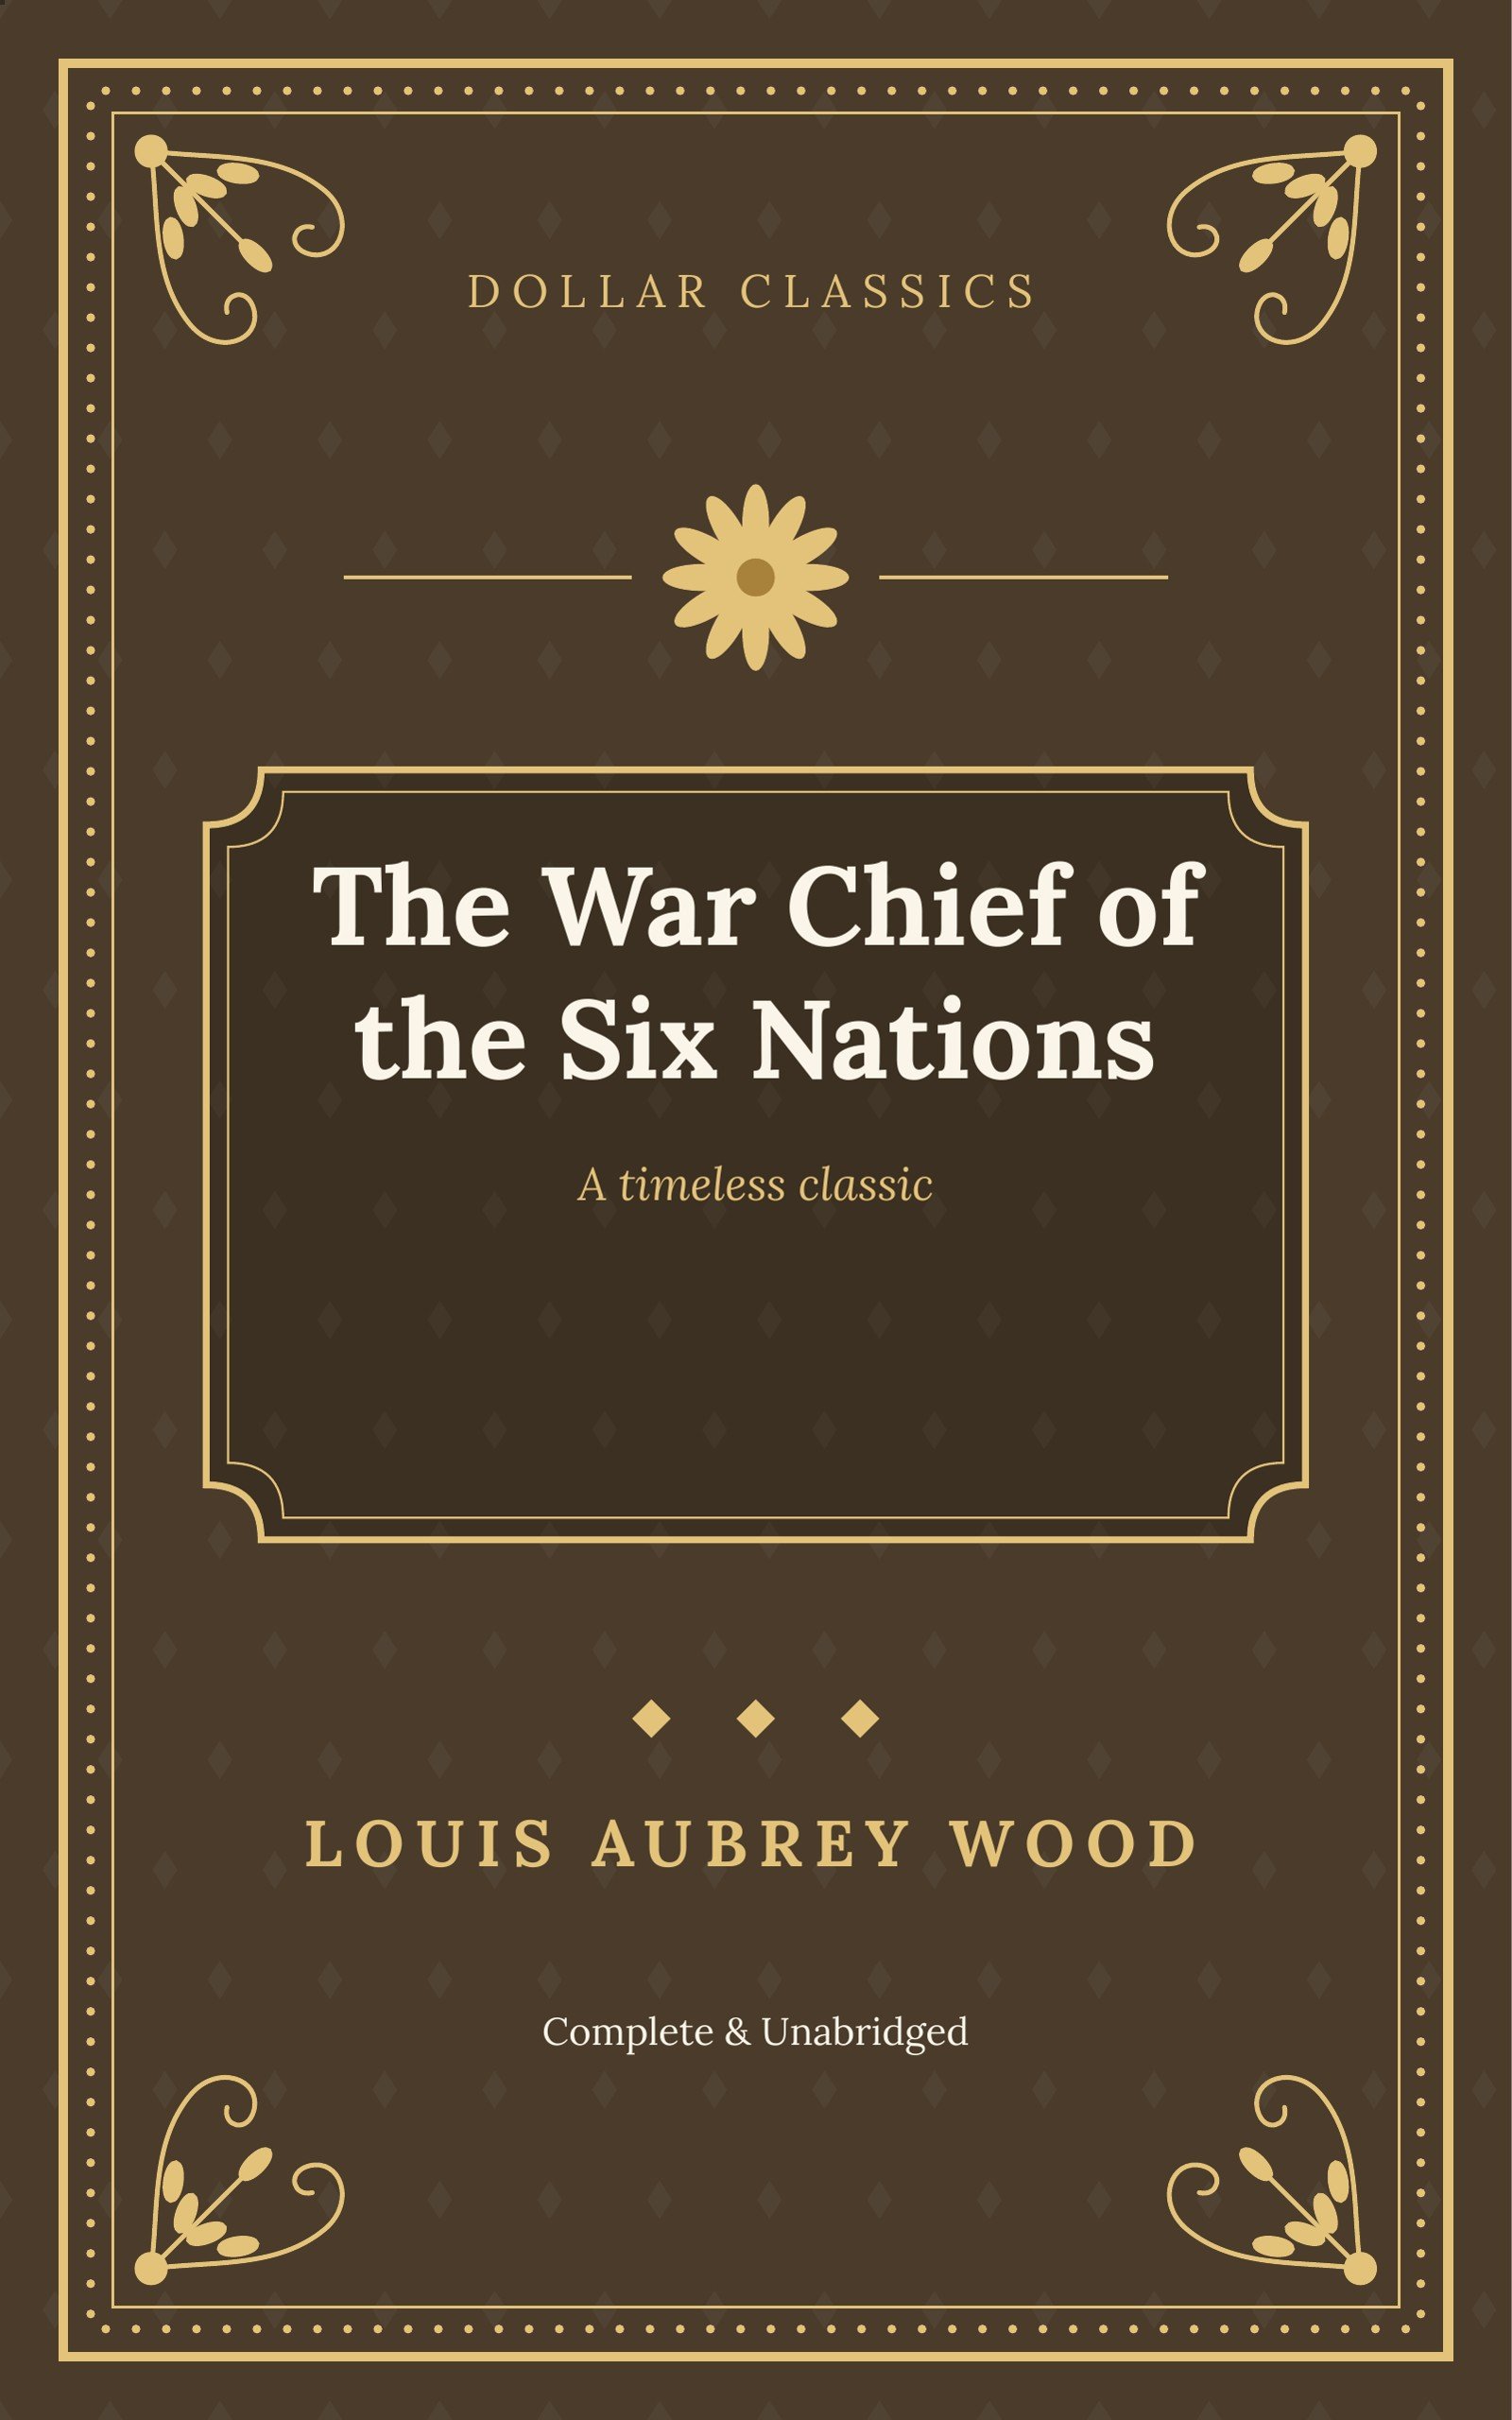 DOLLAR CLASSICS
The War Chief of
the Six Nations
A timeless classic
LOUIS AUBREY WOOD
Complete & Unabridged